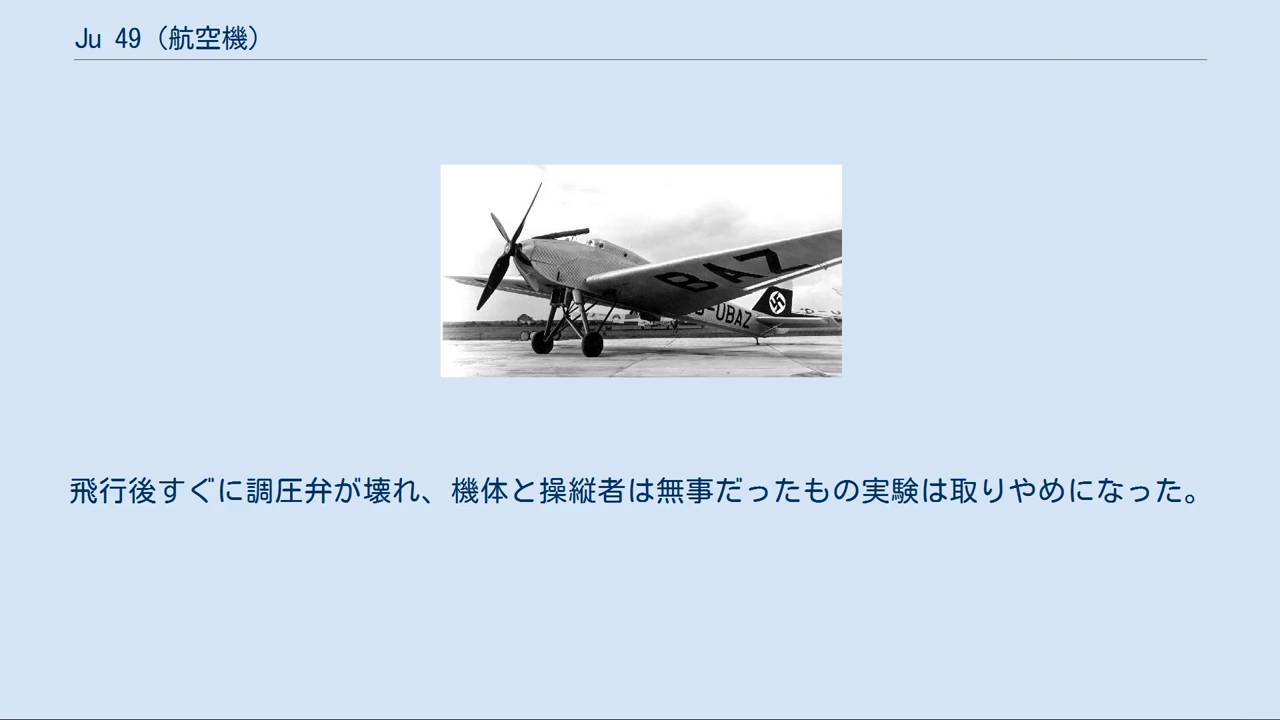 Ju 49（航空機）
BAZ
D-UBAZ
飛行後すぐに調圧弁が壊れ、機体と操縦者は無事だったもの実験は取りやめになった。